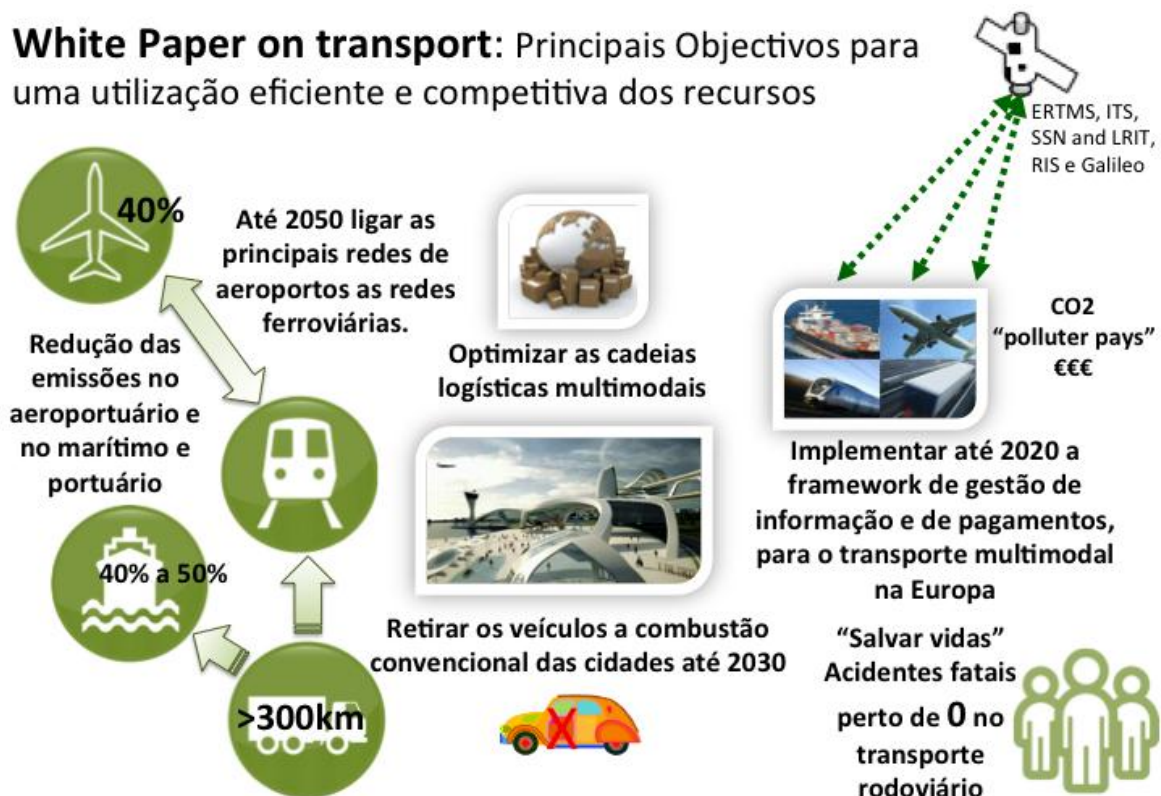 White Paper on transport: Principais Objectivos para
uma utilização eficiente e competitiva dos recursos
ERTMS, ITS,
SSN and LRIT,
RIS e Galileo
40%
Até 2050 ligar as
principais redes de
aeroportos as redes
ferroviárias.
Redução das
emissões no
aeroportuário e
no marítimo e
portuário
Optimizar as cadeias
logísticas multimodais
CO2
“polluter pays”
€€€
Implementar até 2020 a
framework de gestão de
informação e de pagamentos,
para o transporte multimodal
na Europa
40% a 50%
>300km
Retirar os veículos a combustão
convencional das cidades até 2030
X
“Salvar vidas”
Acidentes fatais
perto de 0 no
transporte
rodoviário